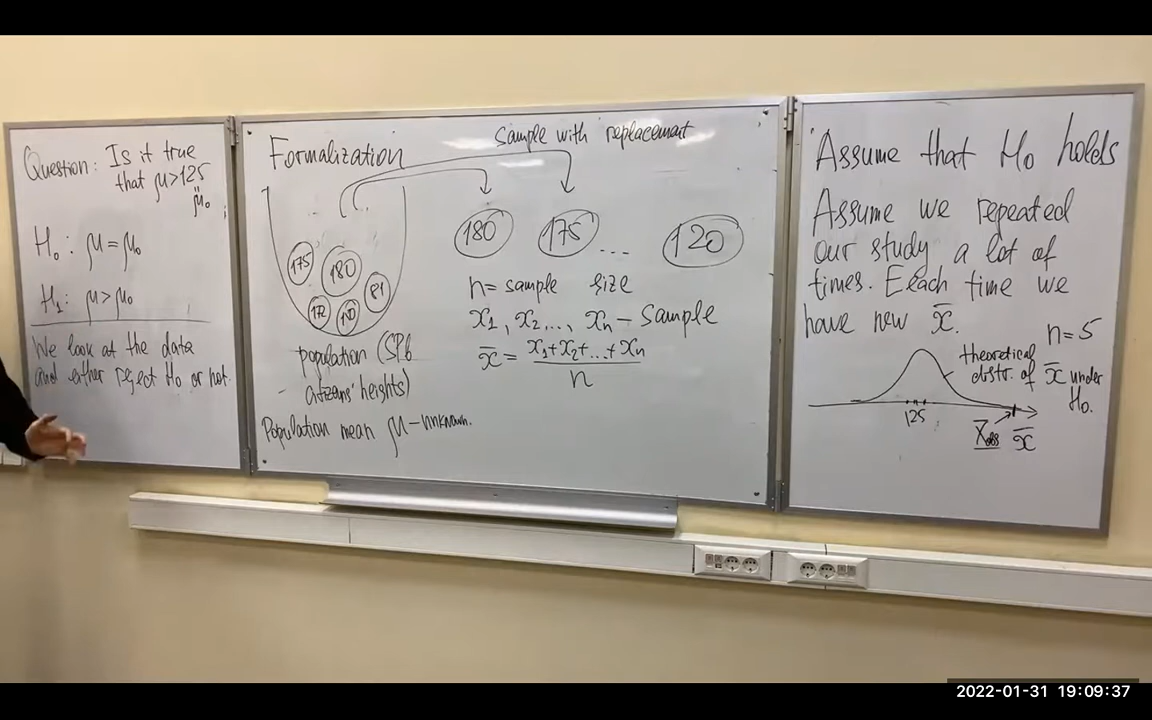 Question: Is it true
that μ>125
"
μ₀
H₀: μ=μ₀
H₁: μ>μ₀
We look at the data
and either reject H₀ or not.
Formalization
Sample with replacement
175
180
172
180
81
population (SPb
citizens' heights)
Population mean μ - unknown.
180 175 ... 120
n= sample size
x₁, x₂,..., xₙ - sample
x̄ = x₁+x₂+...+xₙ
n
Assume that H₀ holds
Assume we repeated
our study a lot of
times. Each time we
have new x̄.
n=5
theoretical
distr. of x̄ under
H₀.
125
x̄obs
x̄
2022-01-31 19:09:37